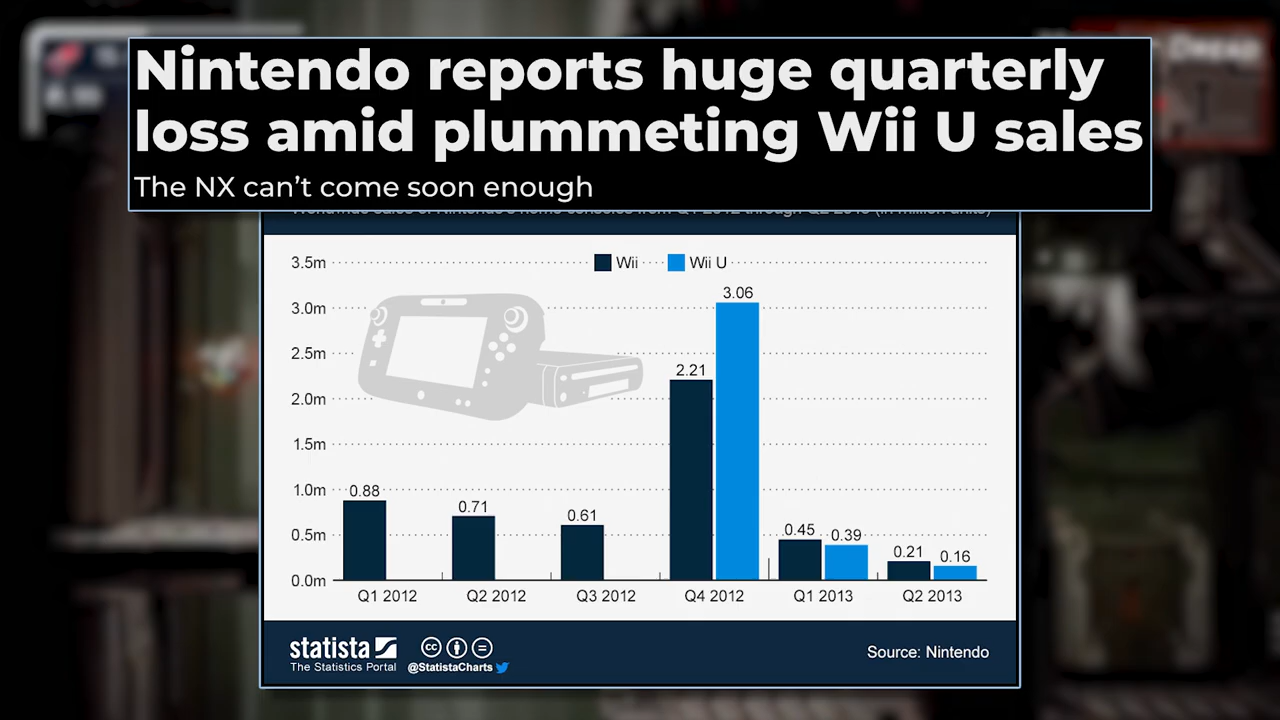 Nintendo reports huge quarterly
loss amid plummeting Wii U sales
The NX can't come soon enough
Wii Wii U
3.5m
3.0m
2.5m
2.0m
1.5m
1.0m
0.5m
0.0m
0.88
0.71
0.61
2.21
3.06
0.45
0.39
0.21
0.16
Q1 2012 Q2 2012 Q3 2012 Q4 2012 Q1 2013 Q2 2013
statista
The Statistics Portal
@StatistaCharts
cc
Source: Nintendo